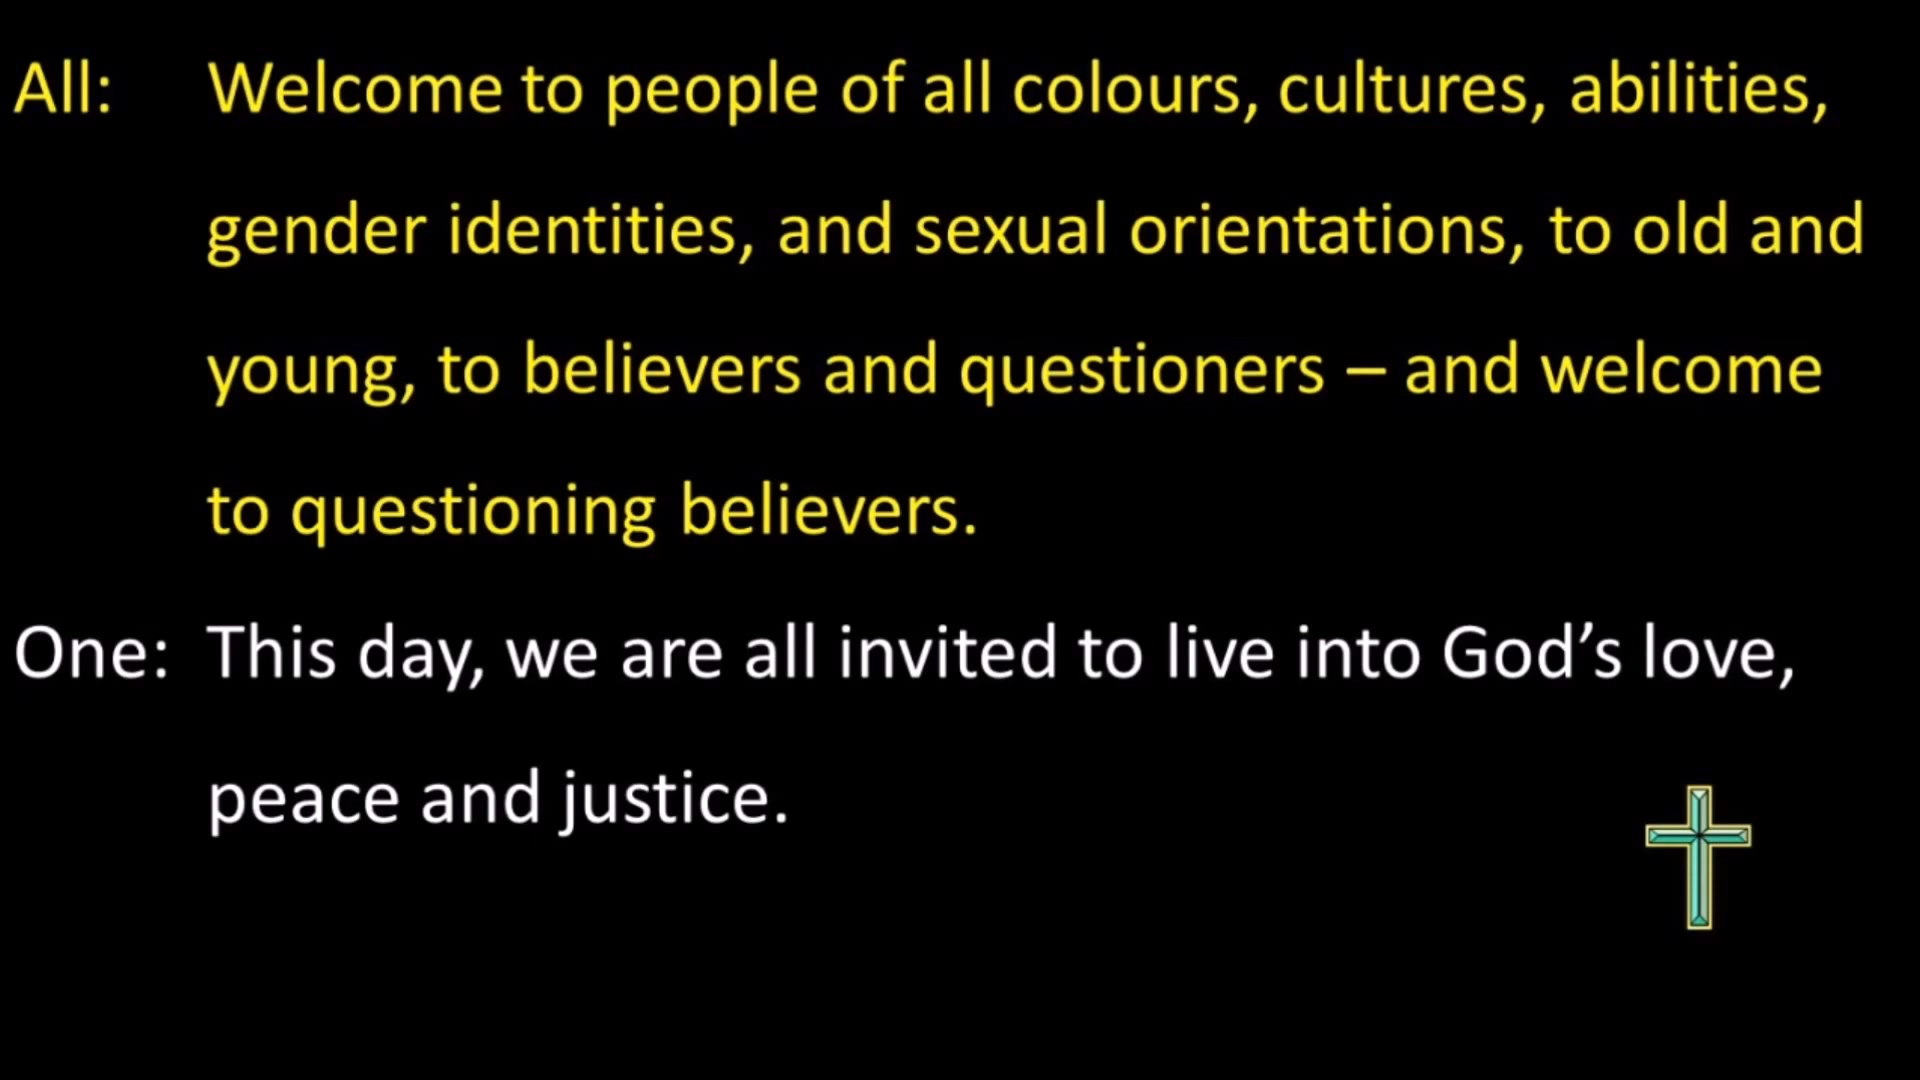 All: Welcome to people of all colours, cultures, abilities,
gender identities, and sexual orientations, to old and
young, to believers and questioners – and welcome
to questioning believers.
One: This day, we are all invited to live into God’s love,
peace and justice.